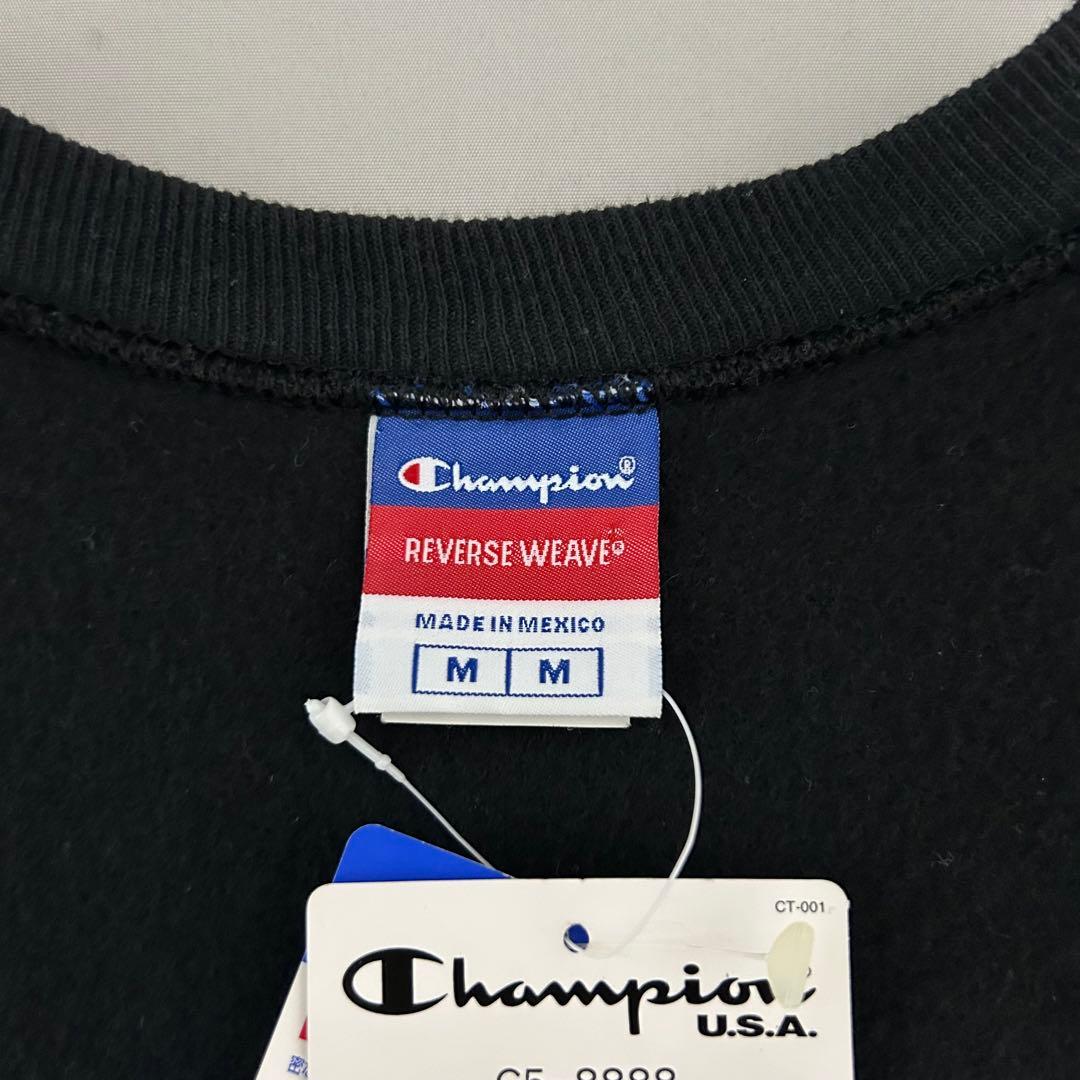 Champion®
REVERSE WEAVE®
MADE IN MEXICO
M M
CT-001
Champion
U.S.A.